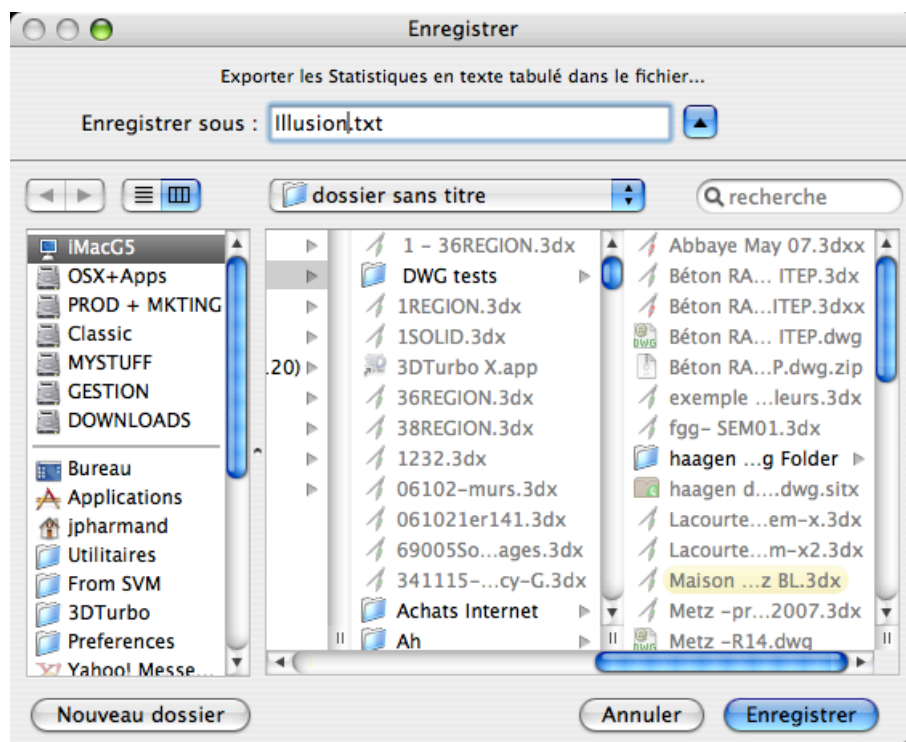 Enregistrer
Exporter les Statistiques en texte tabulé dans le fichier...
Enregistrer sous : Illusion.txt
dossier sans titre
recherche
iMacG5
OSX+Apps
PROD + MKTING
Classic
MYSTUFF
GESTION
DOWNLOADS
Bureau
Applications
jpharmand
Utilitaires
From SVM
3DTurbo
Preferences
Yahoo! Messe...
.20)
1 - 36REGION.3dx
DWG tests
1REGION.3dx
1SOLID.3dx
3DTurbo X.app
36REGION.3dx
38REGION.3dx
1232.3dx
06102-murs.3dx
061021er141.3dx
69005So...ages.3dx
341115-...cy-G.3dx
Achats Internet
Ah
Abbaye May 07.3dxx
Béton RA... ITEP.3dx
Béton RA...ITEP.3dxx
Béton RA... ITEP.dwg
Béton RA...P.dwg.zip
exemple ...leurs.3dx
fgg- SEM01.3dx
haagen ...g Folder
haagen d....dwg.sitx
Lacourte...em-x.3dx
Lacourte...m-x2.3dx
Maison ...z BL.3dx
Metz -pr...2007.3dx
Metz -R14.dwg
Nouveau dossier
Annuler
Enregistrer